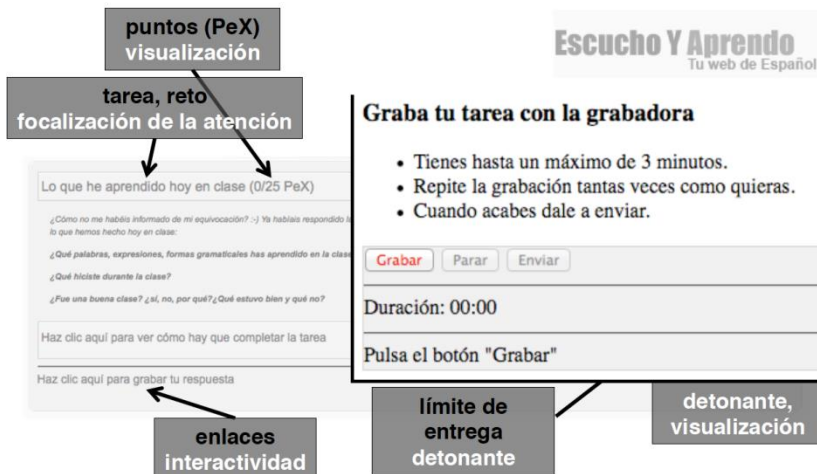 puntos (PeX)
visualización
Escucho Y Aprendo
Tu web de Español
tarea, reto
focalización de la atención
Graba tu tarea con la grabadora
• Tienes hasta un máximo de 3 minutos.
• Repite la grabación tantas veces como quieras.
• Cuando acabes dale a enviar.
Grabar Parar Enviar
Duración: 00:00
Pulsa el botón "Grabar"
Lo que he aprendido hoy en clase (0/25 PeX)
¿Cómo no me habéis informado de mi equivocación? :-) Ya habíais respondido
lo que hemos hecho hoy en clase:
¿Qué palabras, expresiones, formas gramaticales has aprendido en la clase
¿Qué hiciste durante la clase?
¿Fue una buena clase? ¿sí, no, por qué?¿Qué estuvo bien y qué no?
Haz clic aquí para ver cómo hay que completar la tarea
Haz clic aquí para grabar tu respuesta
enlaces
interactividad
límite de
entrega
detonante
detonante,
visualización